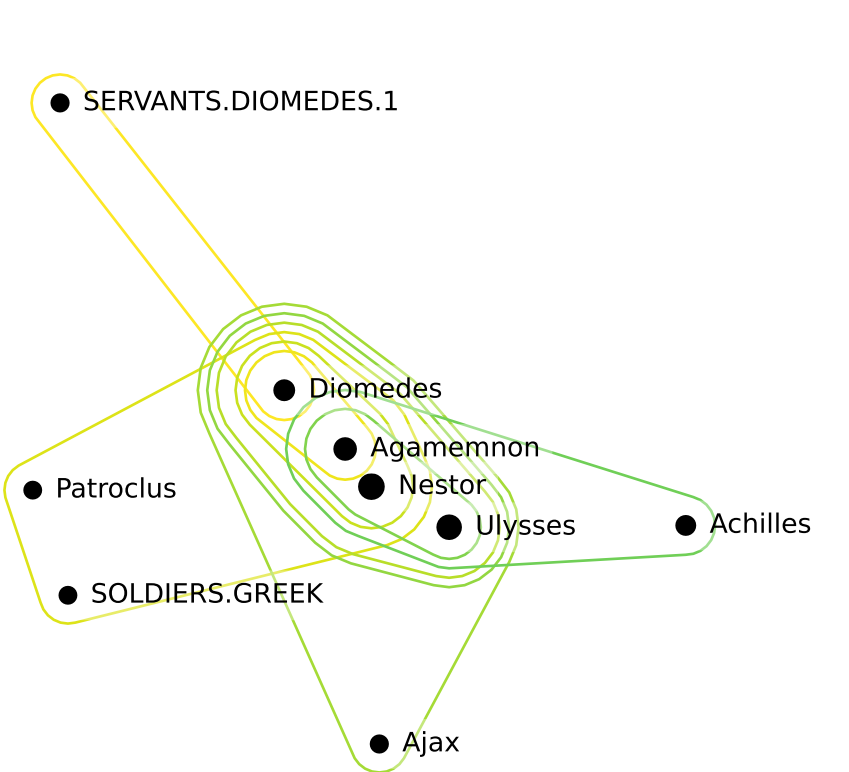 SERVANTS.DIOMEDES.1
Diomedes
Agamemnon
Nestor
Patroclus
Ulysses
Achilles
SOLDIERS.GREEK
Ajax